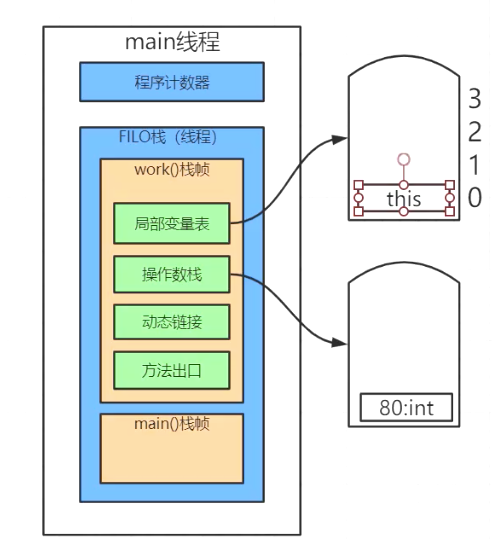 main线程
程序计数器
FILO栈（线程）
work()栈帧
局部变量表
操作数栈
动态链接
方法出口
main()栈帧
3
2
1
0
this
80:int